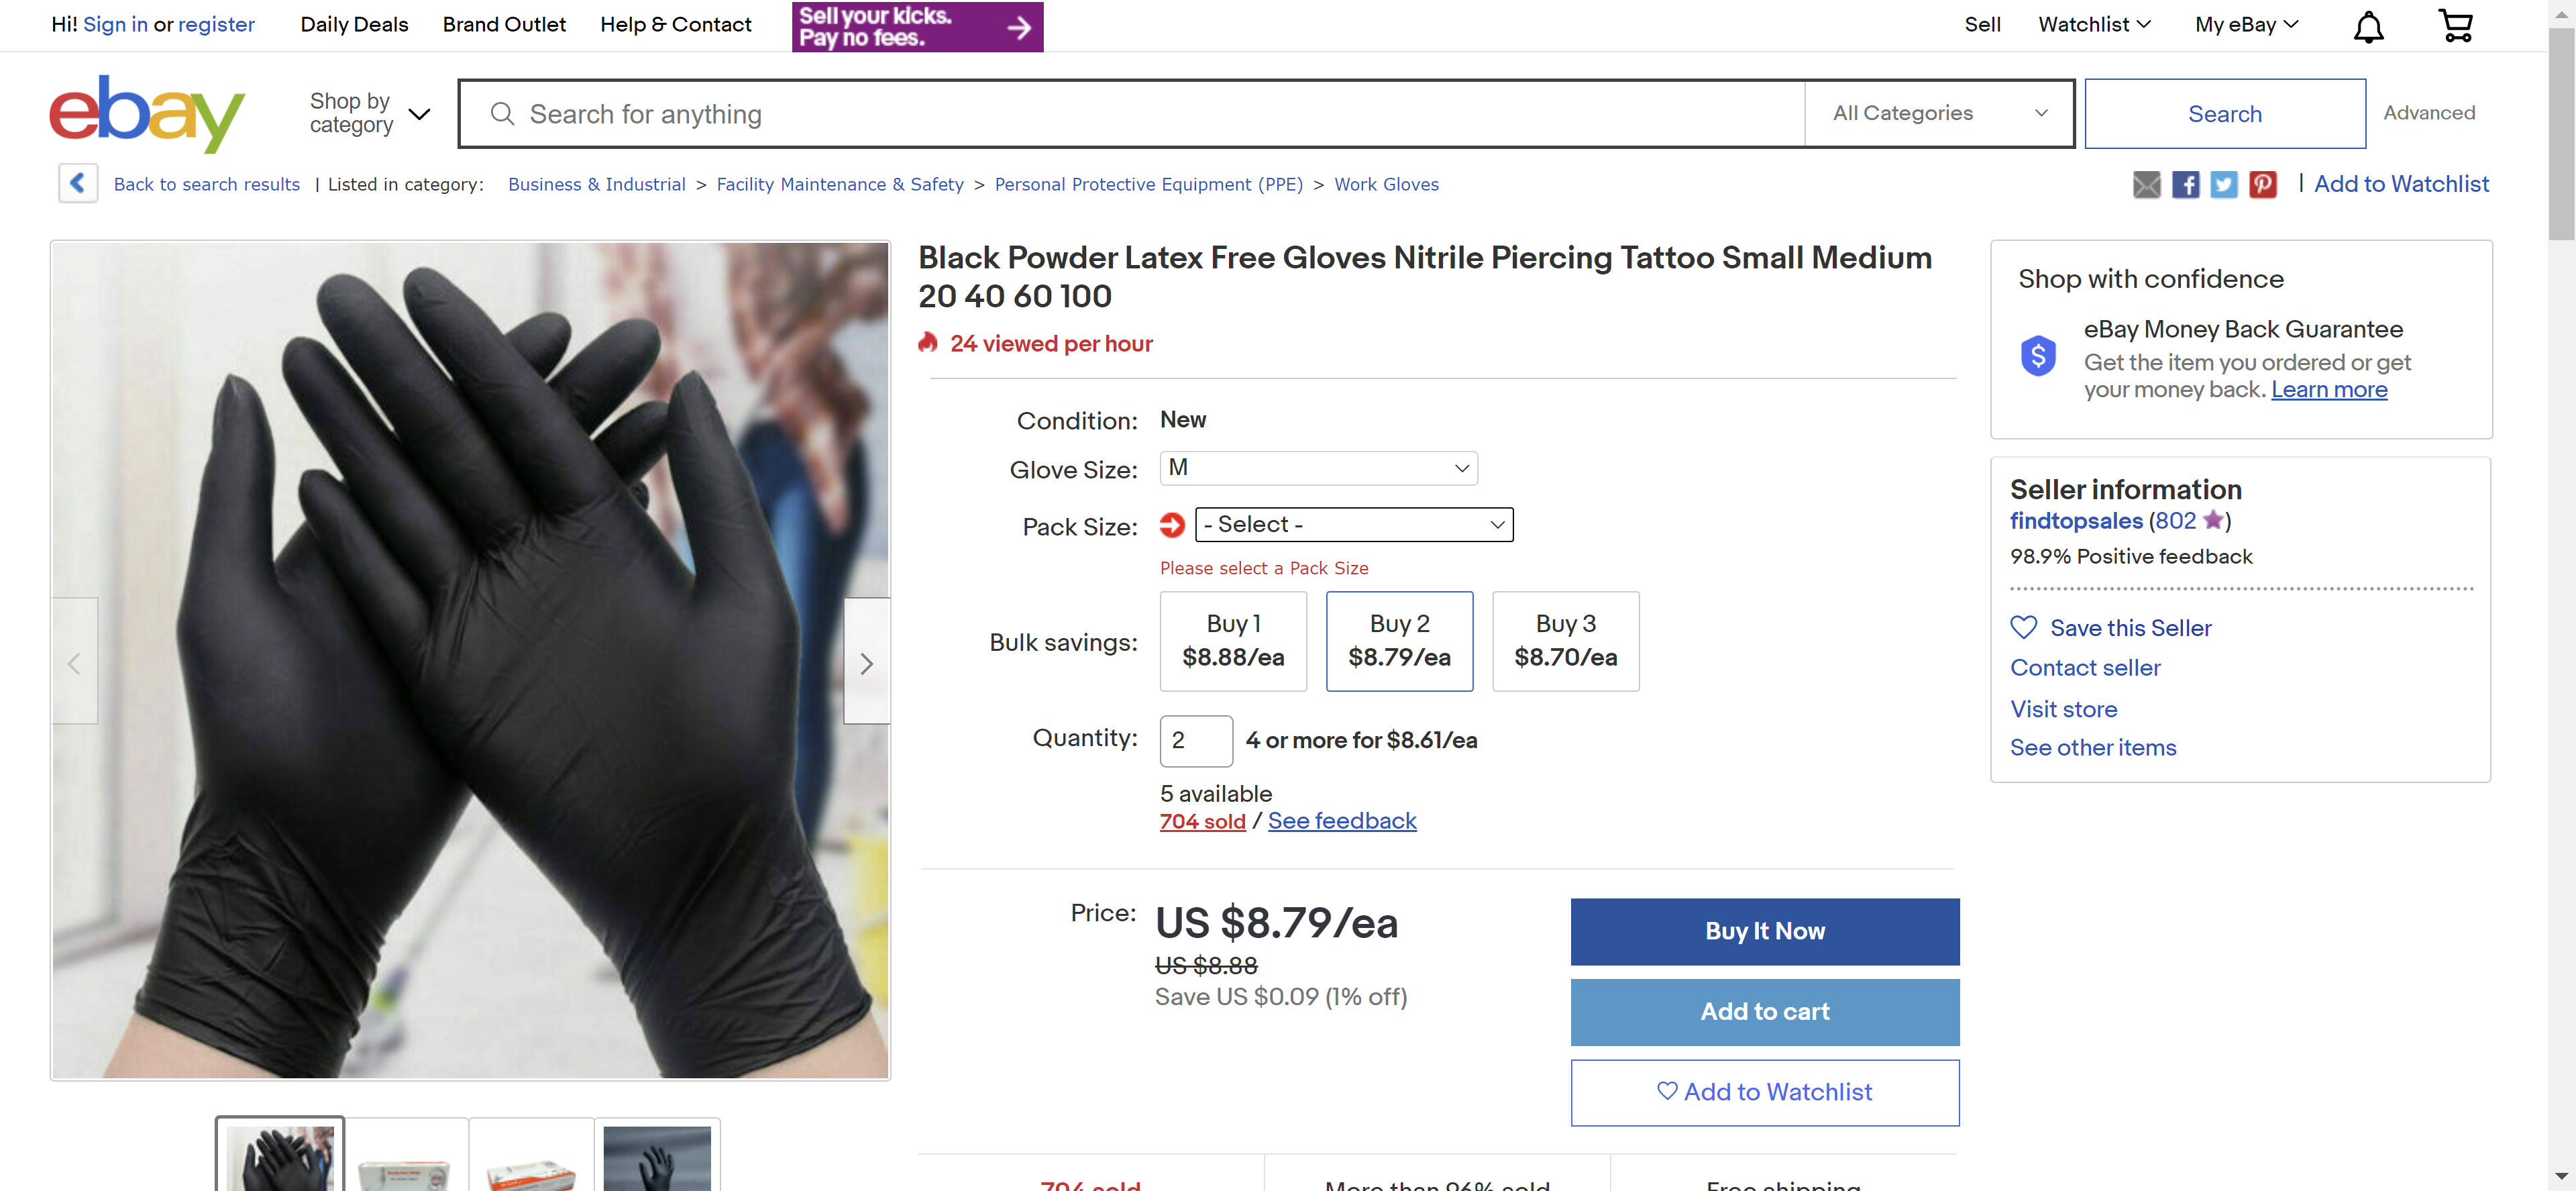 Hi! Sign in or register
Daily Deals
Brand Outlet
Help & Contact
Sell your kicks.
Pay no fees.
Sell
Watchlist
My eBay
ebay
Shop by
category
Search for anything
All Categories
Search
Advanced
Back to search results | Listed in category: Business & Industrial > Facility Maintenance & Safety > Personal Protective Equipment (PPE) > Work Gloves
| Add to Watchlist
Black Powder Latex Free Gloves Nitrile Piercing Tattoo Small Medium
20 40 60 100
24 viewed per hour
Condition: New
Glove Size: M
Pack Size: - Select -
Please select a Pack Size
Bulk savings:
Buy 1
$8.88/ea
Buy 2
$8.79/ea
Buy 3
$8.70/ea
Quantity: 2 4 or more for $8.61/ea
5 available
704 sold / See feedback
Price: US $8.79/ea
US $8.88
Save US $0.09 (1% off)
Buy It Now
Add to cart
Add to Watchlist
704 sold
More than 96% sold
Free shipping
Shop with confidence
eBay Money Back Guarantee
Get the item you ordered or get
your money back. Learn more
Seller information
findtopsales (802)
98.9% Positive feedback
Save this Seller
Contact seller
Visit store
See other items